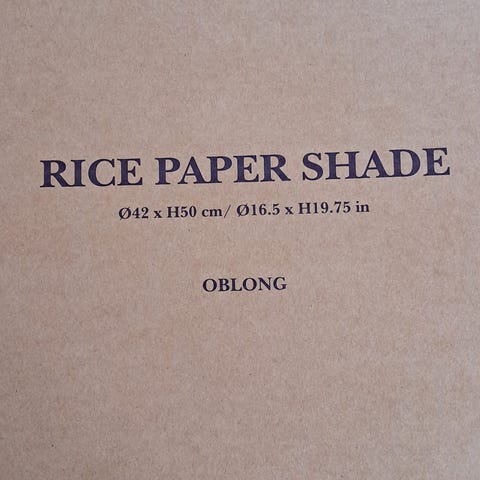 RICE PAPER SHADE
Ø42 x H50 cm/ Ø16.5 x H19.75 in
OBLONG